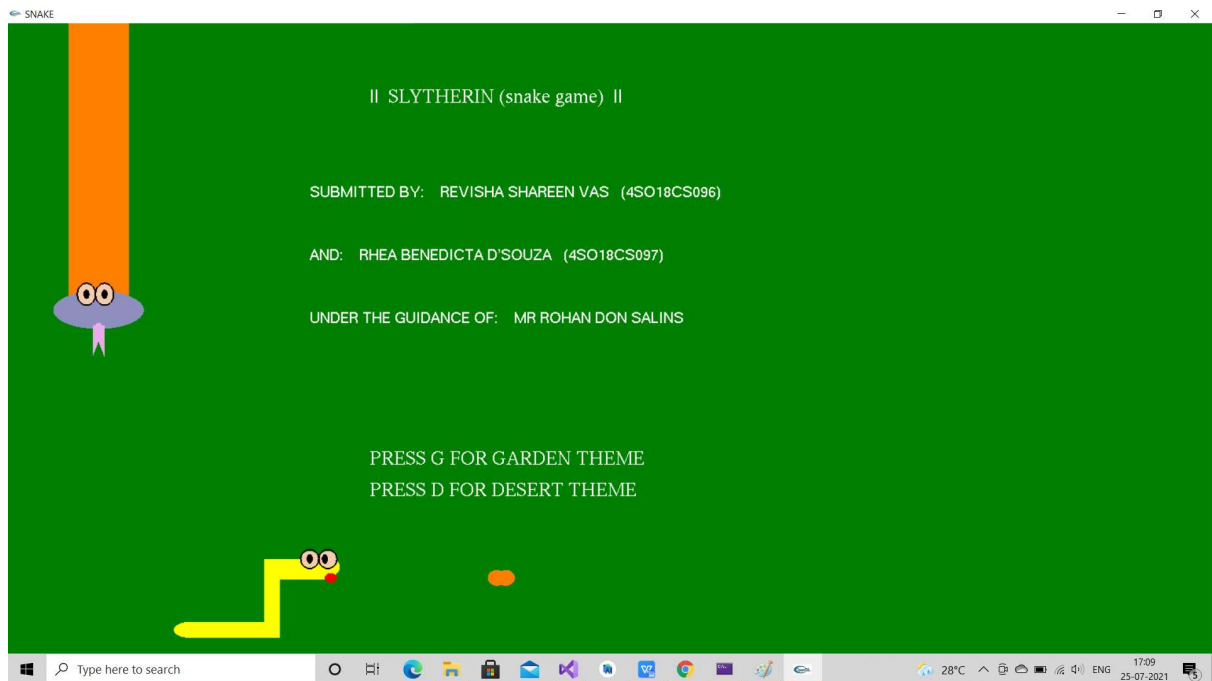 SNAKE
|| SLYTHERIN (snake game) ||
SUBMITTED BY: REVISHA SHAREEN VAS (4SO18CS096)
AND: RHEA BENEDICTA D'SOUZA (4SO18CS097)
UNDER THE GUIDANCE OF: MR ROHAN DON SALINS
PRESS G FOR GARDEN THEME
PRESS D FOR DESERT THEME
Type here to search
28°C ENG 17:09
25-07-2021
5